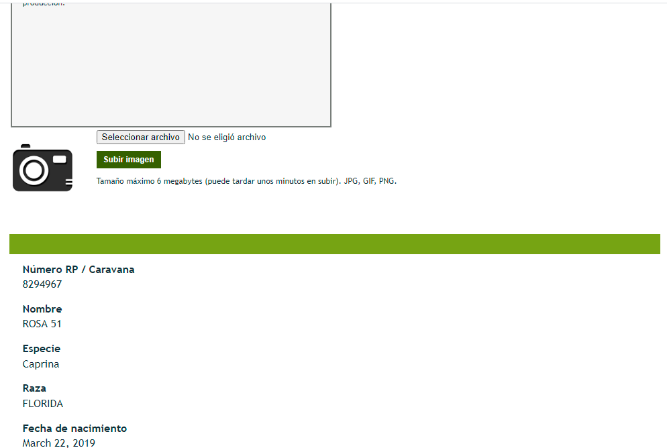 producción.
Seleccionar archivo No se eligió archivo
Subir imagen
Tamaño máximo 6 megabytes (puede tardar unos minutos en subir). JPG, GIF, PNG.
Número RP / Caravana
8294967
Nombre
ROSA 51
Especie
Caprina
Raza
FLORIDA
Fecha de nacimiento
March 22, 2019